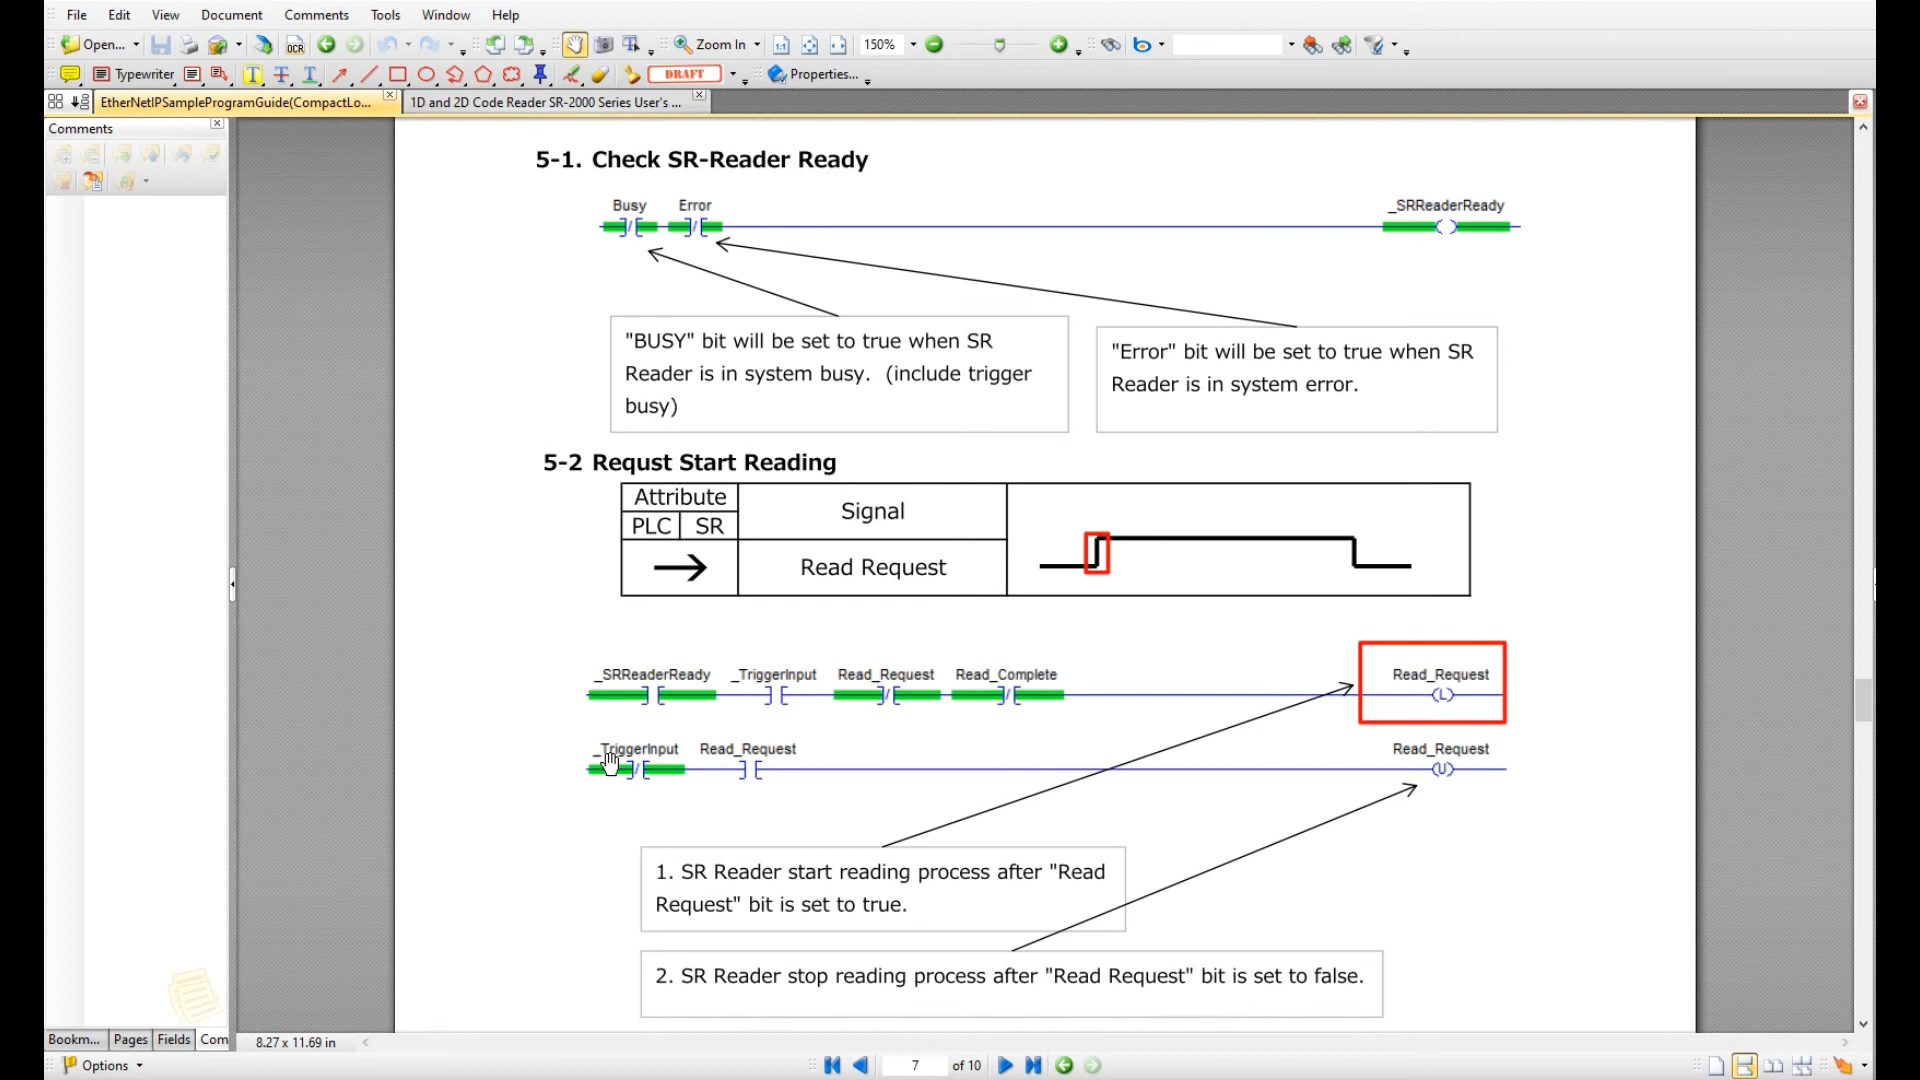 File Edit View Document Comments Tools Window Help
Open... OCR Zoom In 1:1 150%
Typewriter T T T DRAFT Properties...
EtherNetIPSampleProgramGuide(CompactLo... 1D and 2D Code Reader SR-2000 Series User's ...
Comments
5-1. Check SR-Reader Ready
Busy Error _SRReaderReady
"BUSY" bit will be set to true when SR
Reader is in system busy. (include trigger
busy)
"Error" bit will be set to true when SR
Reader is in system error.
5-2 Requst Start Reading
Attribute
PLC SR
Signal
Read Request
_SRReaderReady _TriggerInput Read_Request Read_Complete Read_Request
L
_TriggerInput Read_Request Read_Request
U
1. SR Reader start reading process after "Read
Request" bit is set to true.
2. SR Reader stop reading process after "Read Request" bit is set to false.
Bookm... Pages Fields Com
8.27 x 11.69 in
Options 7 of 10